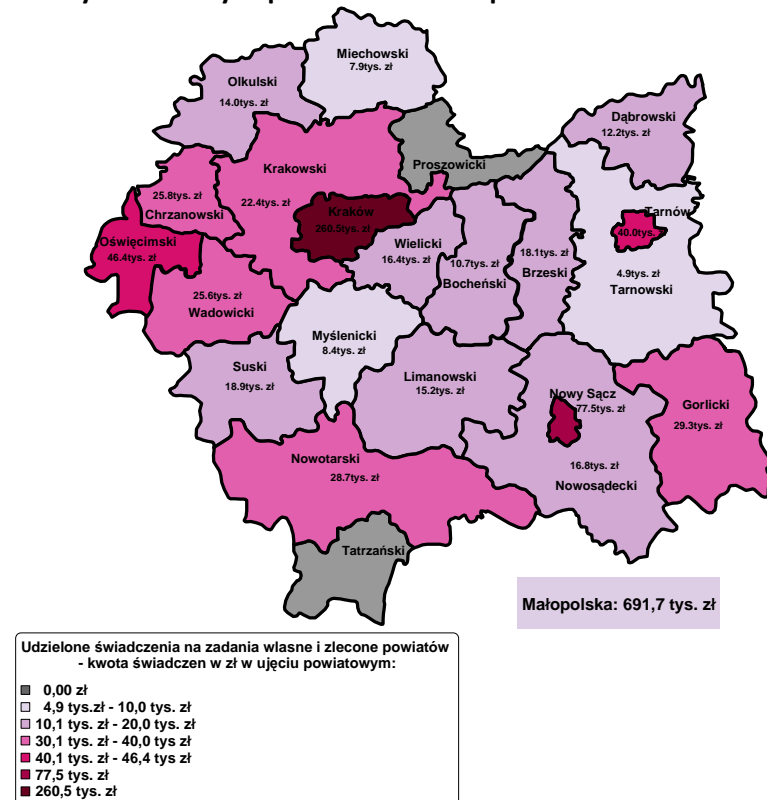 Miechowski
7.9tys. zł
Olkulski
14.0tys. zł
Dąbrowski
12.2tys. zł
Proszowicki
Krakowski
22.4tys. zł
25.8tys. zł
Chrzanowski
Kraków
260.5tys. zł
Tarnów
40.0tys.
Oświęcimski
46.4tys. zł
Wielicki
16.4tys. zł
10.7tys. zł
Bocheński
18.1tys. zł
Brzeski
4.9tys. zł
Tarnowski
25.6tys. zł
Wadowicki
Myślenicki
8.4tys. zł
Suski
18.9tys. zł
Limanowski
15.2tys. zł
Nowy Sącz
77.5tys. zł
Gorlicki
29.3tys. zł
Nowotarski
28.7tys. zł
16.8tys. zł
Nowosądecki
Tatrzański
Małopolska: 691,7 tys. zł
Udzielone świadczenia na zadania wlasne i zlecone powiatów
- kwota świadczen w zł w ujęciu powiatowym:
0,00 zł
4,9 tys.zł - 10,0 tys. zł
10,1 tys. zł - 20,0 tys. zł
30,1 tys. zł - 40,0 tys. zł
40,1 tys. zł - 46,4 tys zł
77,5 tys. zł
260,5 tys. zł